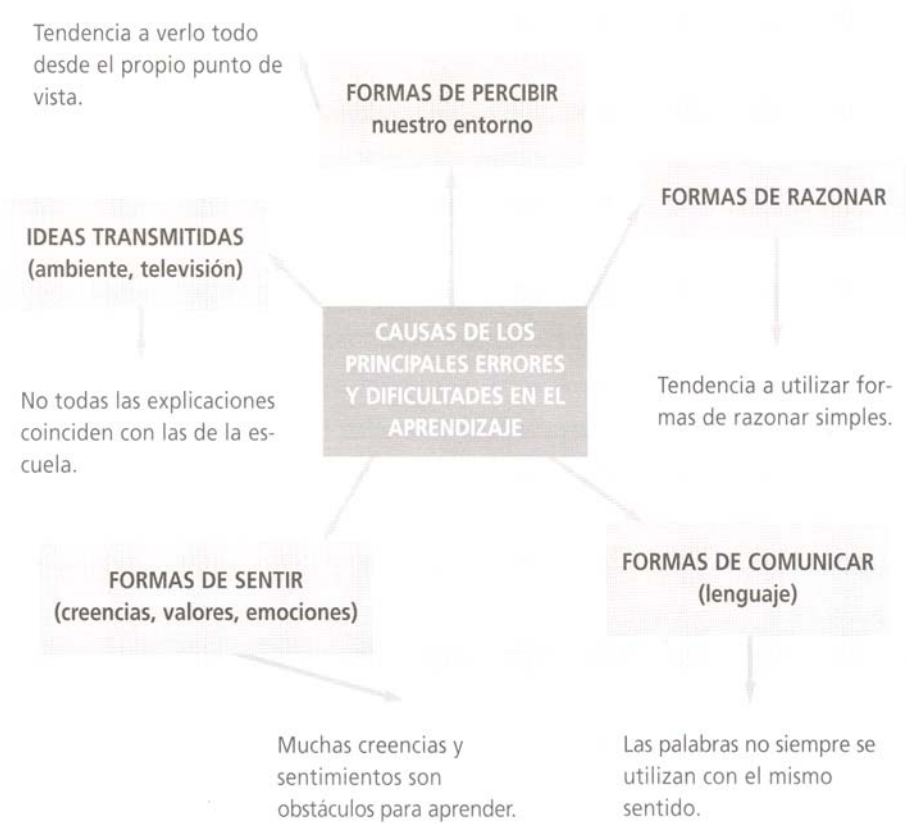 Tendencia a verlo todo
desde el propio punto de
vista.
FORMAS DE PERCIBIR
nuestro entorno
FORMAS DE RAZONAR
IDEAS TRANSMITIDAS
(ambiente, televisión)
CAUSAS DE LOS
PRINCIPALES ERRORES
Y DIFICULTADES EN EL
APRENDIZAJE
No todas las explicaciones
coinciden con las de la es-
cuela.
Tendencia a utilizar for-
mas de razonar simples.
FORMAS DE SENTIR
(creencias, valores, emociones)
FORMAS DE COMUNICAR
(lenguaje)
Muchas creencias y
sentimientos son
obstáculos para aprender.
Las palabras no siempre se
utilizan con el mismo
sentido.